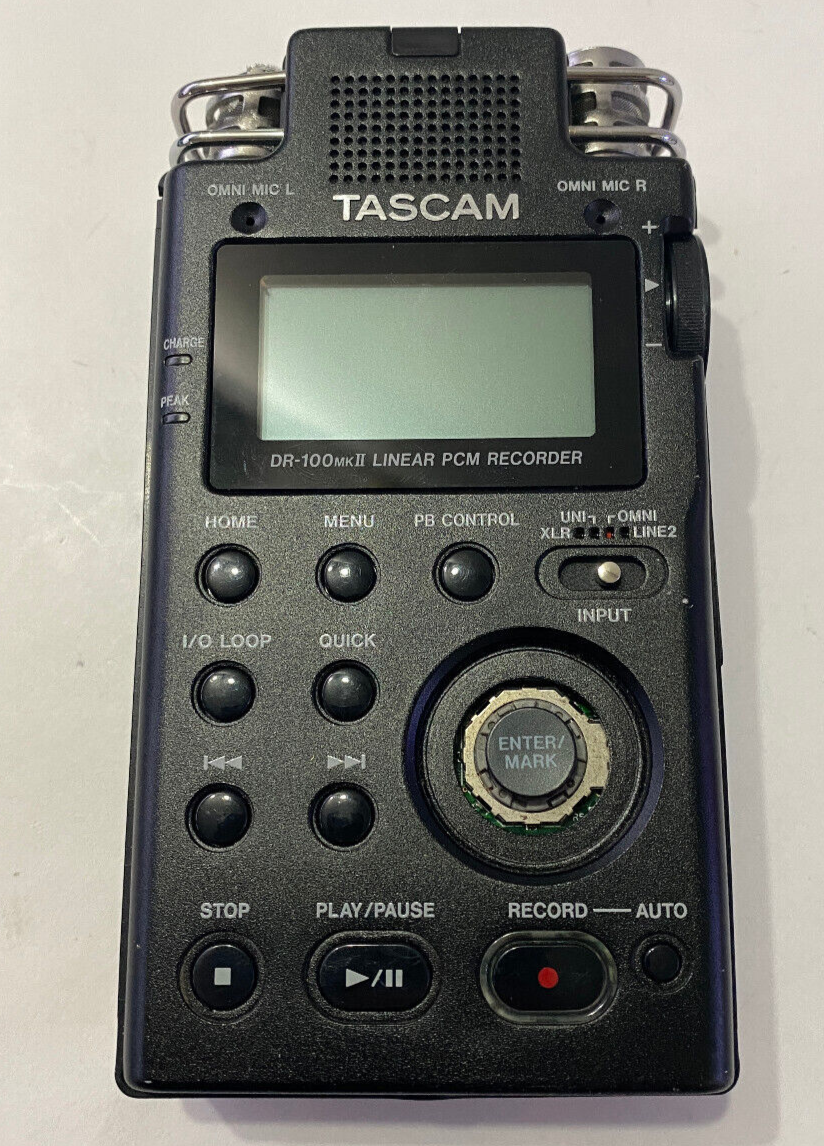 OMNI MIC L
OMNI MIC R
TASCAM
+
−
CHARGE
PEAK
DR-100MKII LINEAR PCM RECORDER
HOME
MENU
PB CONTROL
UNI OMNI
XLR LINE2
INPUT
I/O LOOP
QUICK
ENTER/
MARK
STOP
PLAY/PAUSE
RECORD — AUTO